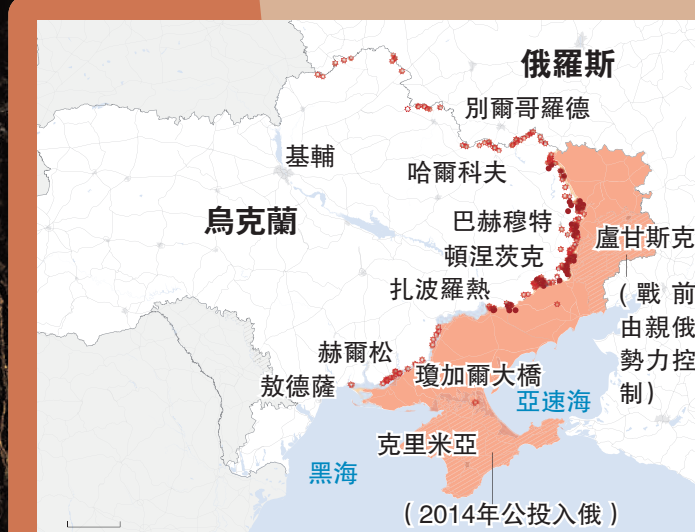 俄羅斯
別爾哥羅德
基輔
哈爾科夫
烏克蘭
巴赫穆特
盧甘斯克
頓涅茨克
扎波羅熱
（戰前
由親俄
勢力控
制）
赫爾松
敖德薩
瓊加爾大橋
亞速海
克里米亞
黑海
（2014年公投入俄）